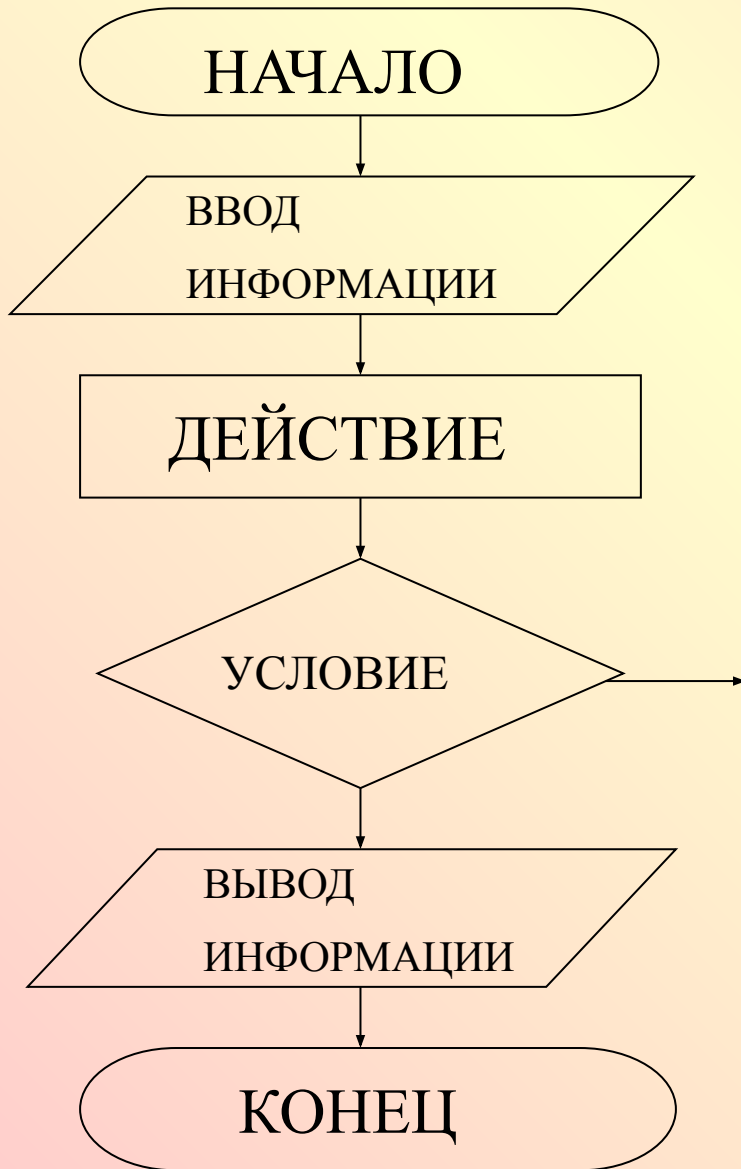 НАЧАЛО
ВВОД
ИНФОРМАЦИИ
ДЕЙСТВИЕ
УСЛОВИЕ
ВЫВОД
ИНФОРМАЦИИ
КОНЕЦ